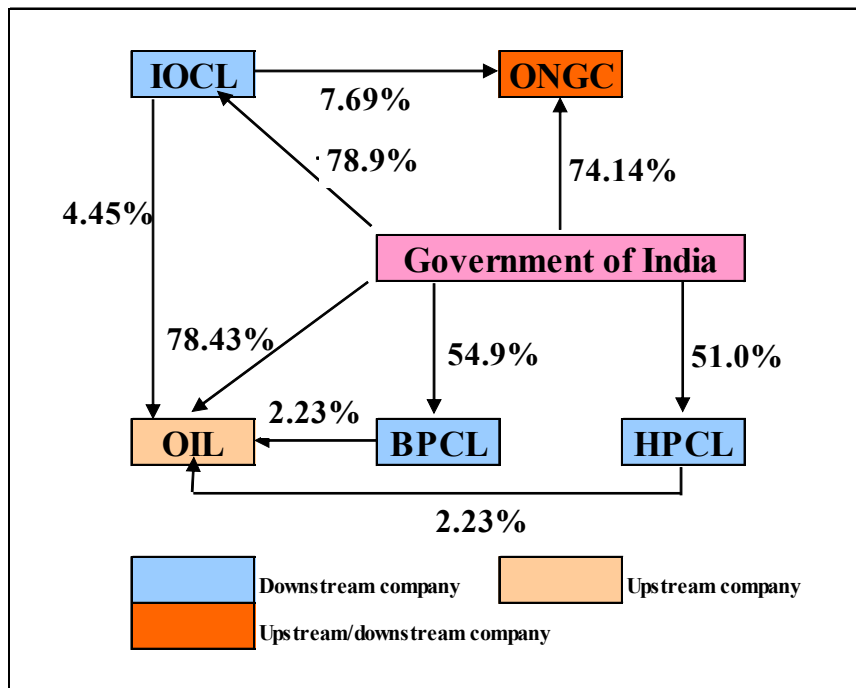 IOCL
ONGC
7.69%
78.9%
74.14%
4.45%
Government of India
78.43%
54.9%
51.0%
2.23%
OIL
BPCL
HPCL
2.23%
Downstream company
Upstream company
Upstream/downstream company